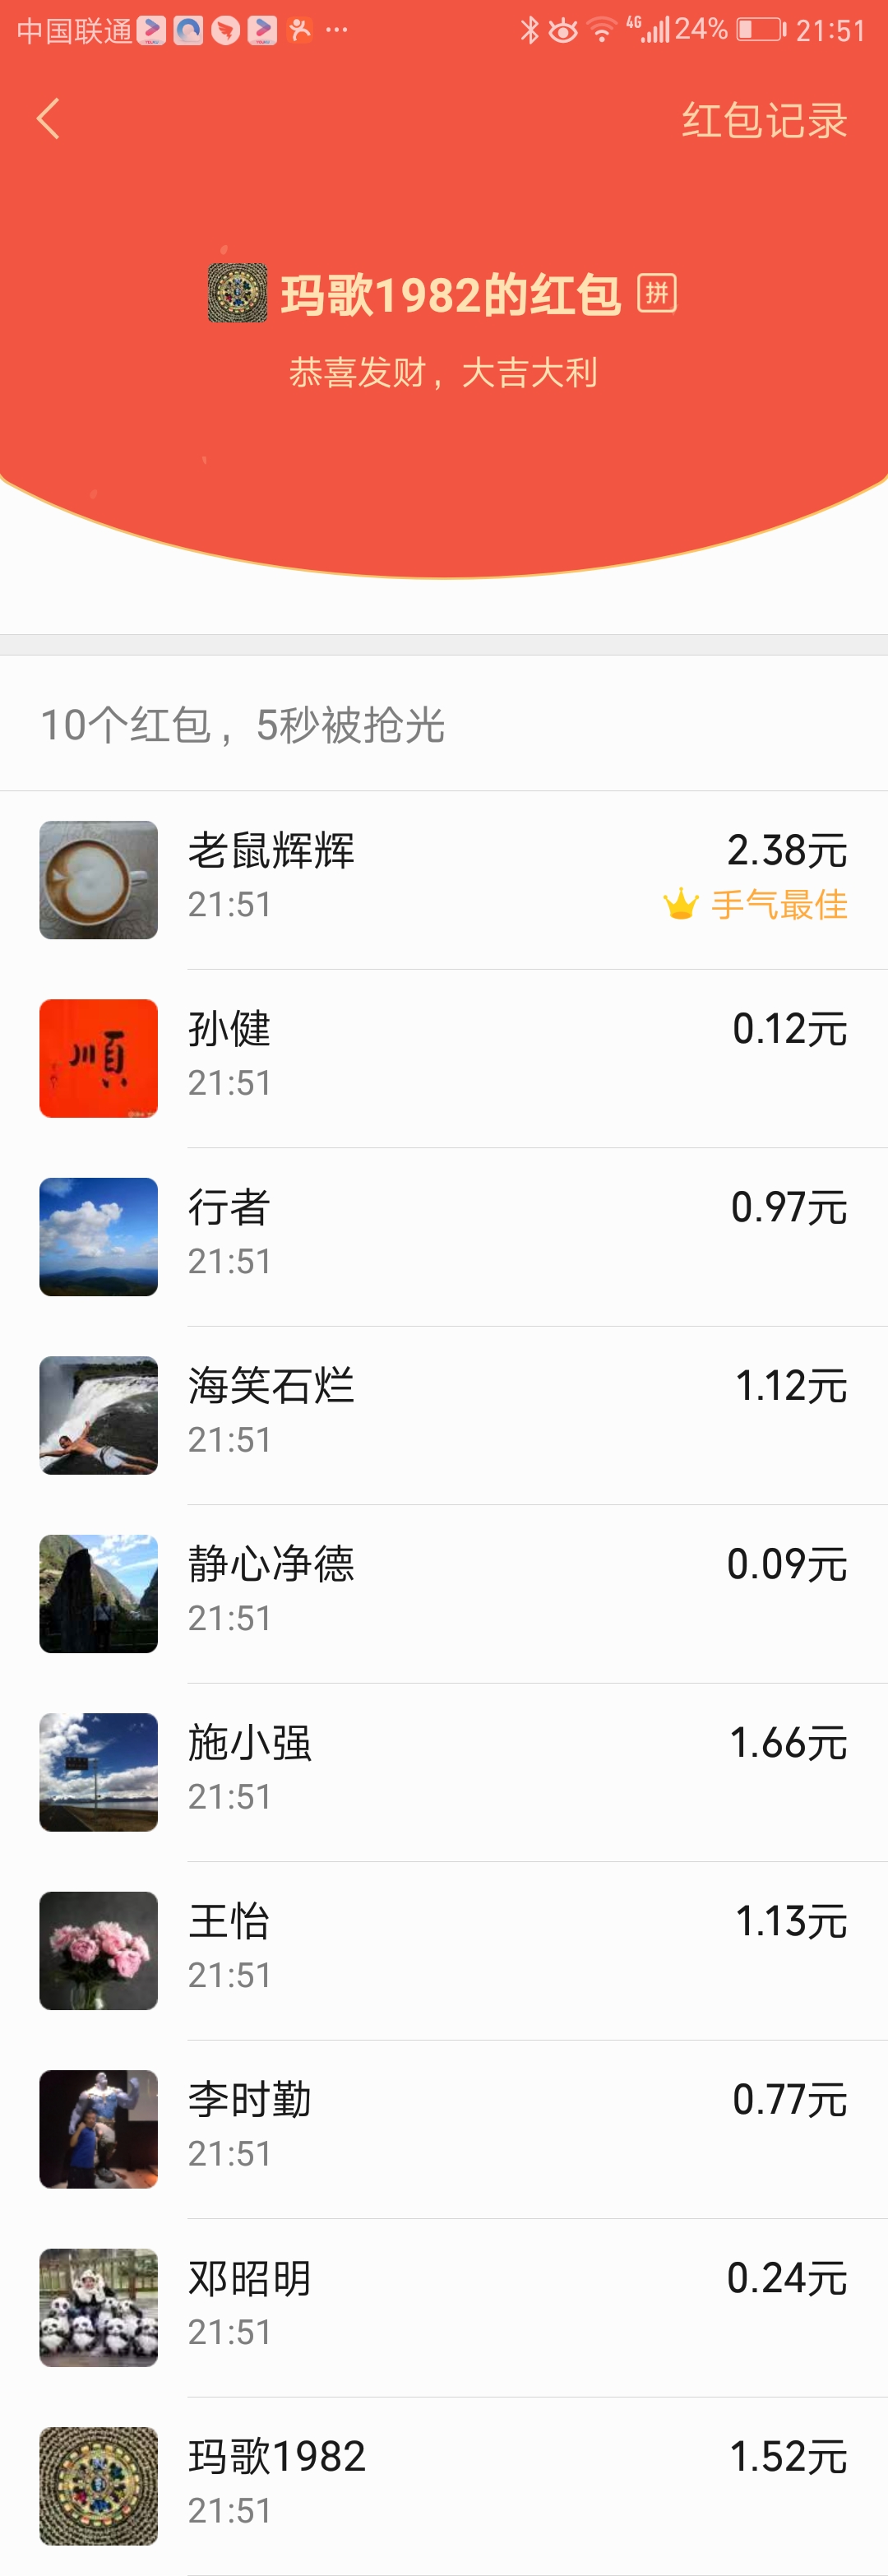 中国联通 4G 24% 21:51
红包记录
玛歌1982的红包 拼
恭喜发财，大吉大利
10个红包，5秒被抢光
老鼠辉辉 2.38元
21:51 手气最佳
順
孙健 0.12元
21:51
行者 0.97元
21:51
海笑石烂 1.12元
21:51
静心净德 0.09元
21:51
施小强 1.66元
21:51
王怡 1.13元
21:51
李时勤 0.77元
21:51
邓昭明 0.24元
21:51
玛歌1982 1.52元
21:51